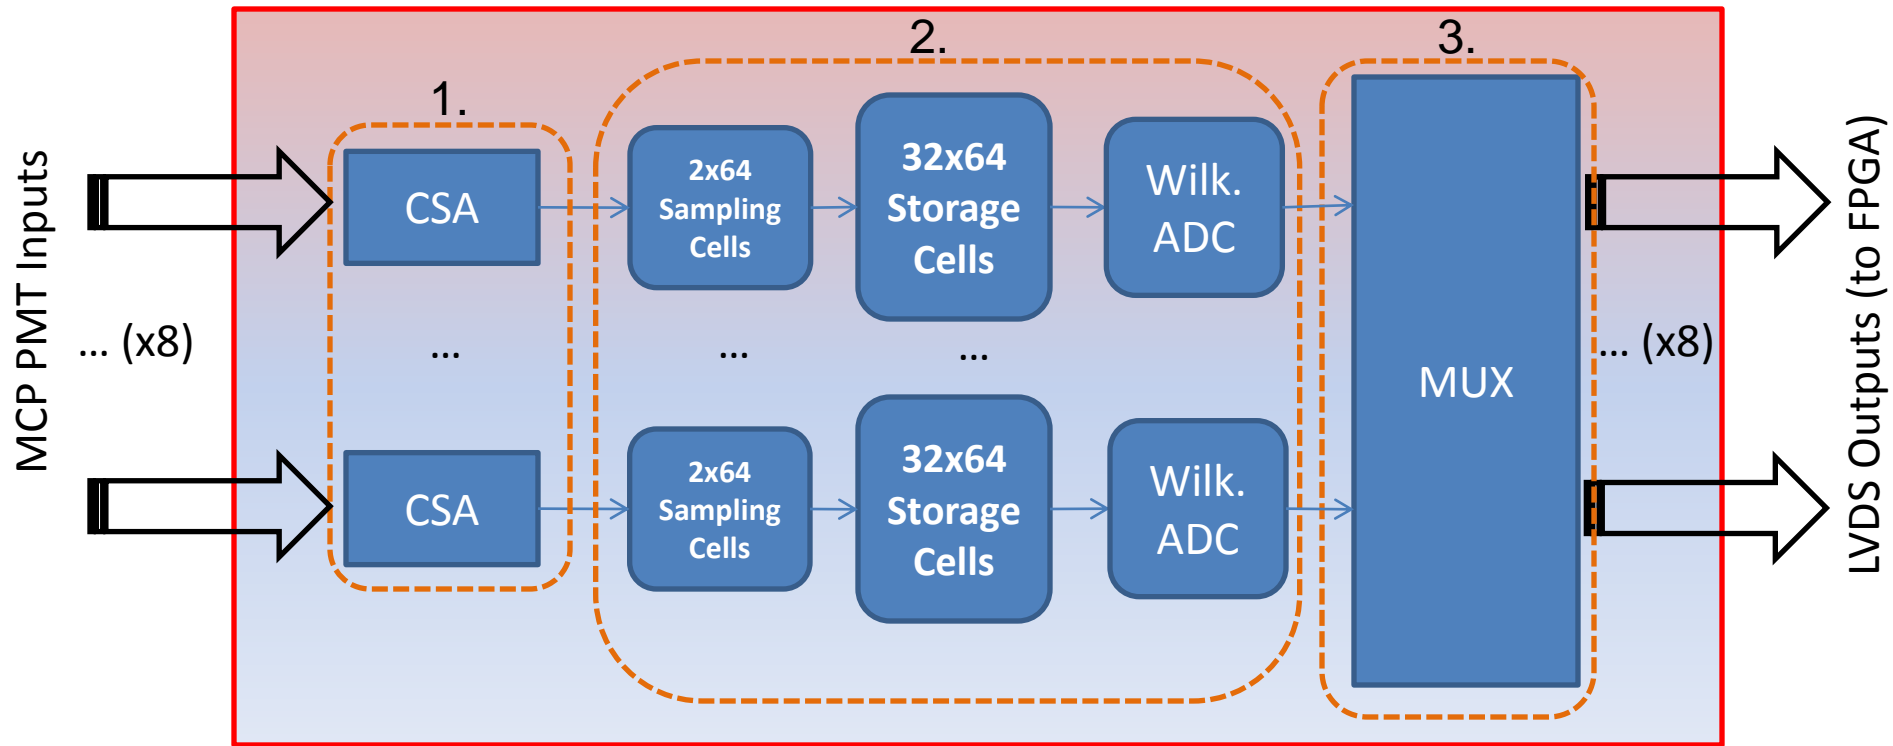 1.
2.
3.
MCP PMT Inputs
... (x8)
CSA
...
CSA
2x64
Sampling
Cells
...
2x64
Sampling
Cells
32x64
Storage
Cells
...
32x64
Storage
Cells
Wilk.
ADC
Wilk.
ADC
MUX
... (x8)
LVDS Outputs (to FPGA)